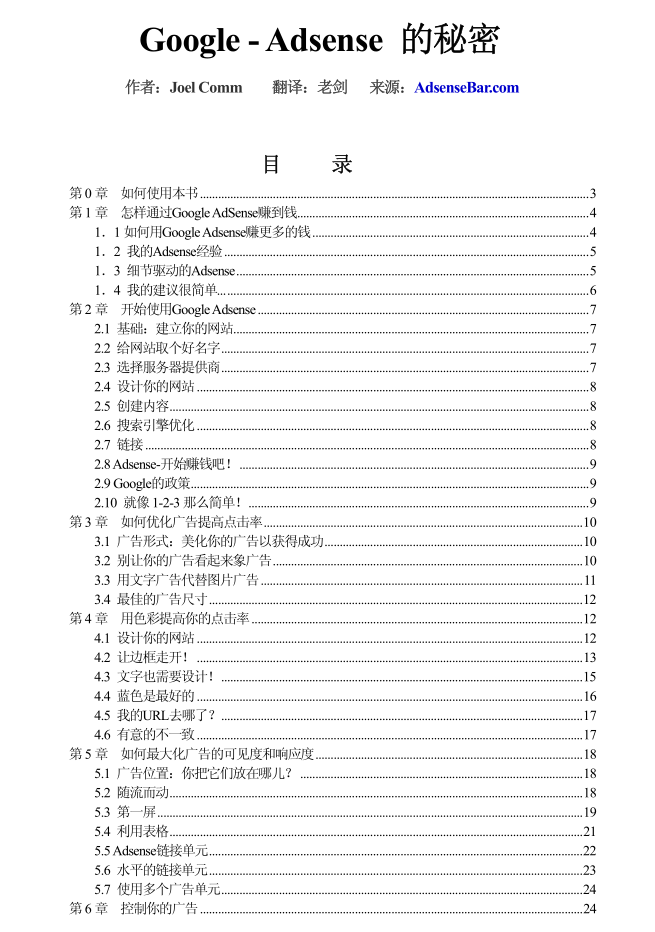 Google - Adsense 的秘密
作者：Joel Comm 翻译：老剑 来源：AdsenseBar.com
目 录
第 0 章 如何使用本书 3
第 1 章 怎样通过Google AdSense赚到钱 4
1．1 如何用Google Adsense赚更多的钱 4
1．2 我的Adsense经验 5
1．3 细节驱动的Adsense 5
1．4 我的建议很简单... 6
第 2 章 开始使用Google Adsense 7
2.1 基础：建立你的网站 7
2.2 给网站取个好名字 7
2.3 选择服务器提供商 7
2.4 设计你的网站 8
2.5 创建内容 8
2.6 搜索引擎优化 8
2.7 链接 8
2.8 Adsense-开始赚钱吧！ 9
2.9 Google的政策 9
2.10 就像 1-2-3 那么简单！ 9
第 3 章 如何优化广告提高点击率 10
3.1 广告形式：美化你的广告以获得成功 10
3.2 别让你的广告看起来象广告 10
3.3 用文字广告代替图片广告 11
3.4 最佳的广告尺寸 12
第 4 章 用色彩提高你的点击率 12
4.1 设计你的网站 12
4.2 让边框走开！ 13
4.3 文字也需要设计！ 15
4.4 蓝色是最好的 16
4.5 我的URL去哪了？ 17
4.6 有意的不一致 17
第 5 章 如何最大化广告的可见度和响应度 18
5.1 广告位置：你把它们放在哪儿？ 18
5.2 随流而动 18
5.3 第一屏 19
5.4 利用表格 21
5.5 Adsense链接单元 22
5.6 水平的链接单元 23
5.7 使用多个广告单元 24
第 6 章 控制你的广告 24